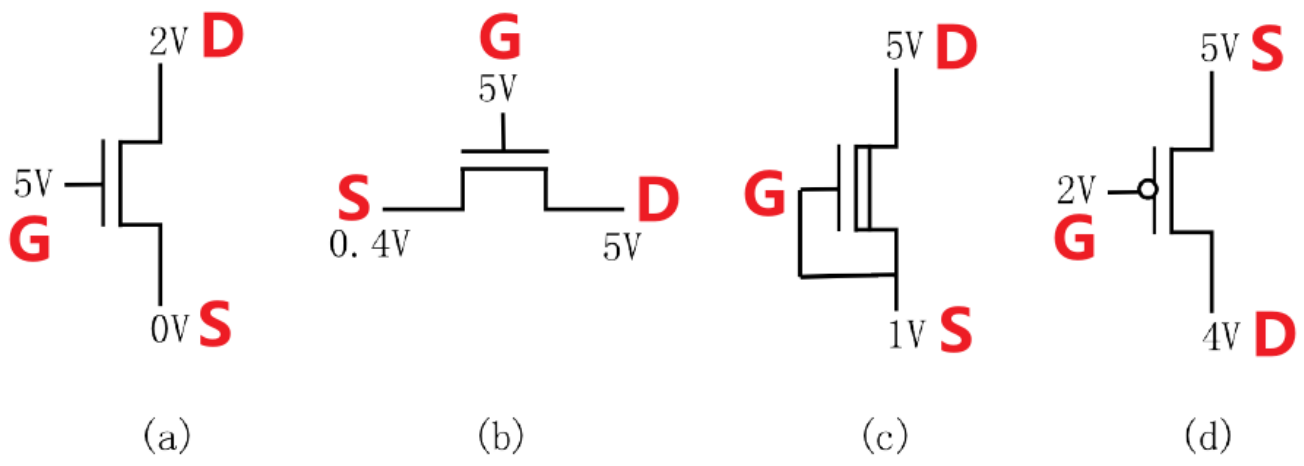 2V D
5V
G
0V S
(a)
G
5V
S
D
0.4V
5V
(b)
5V D
G
1V S
(c)
5V S
2V
G
4V D
(d)